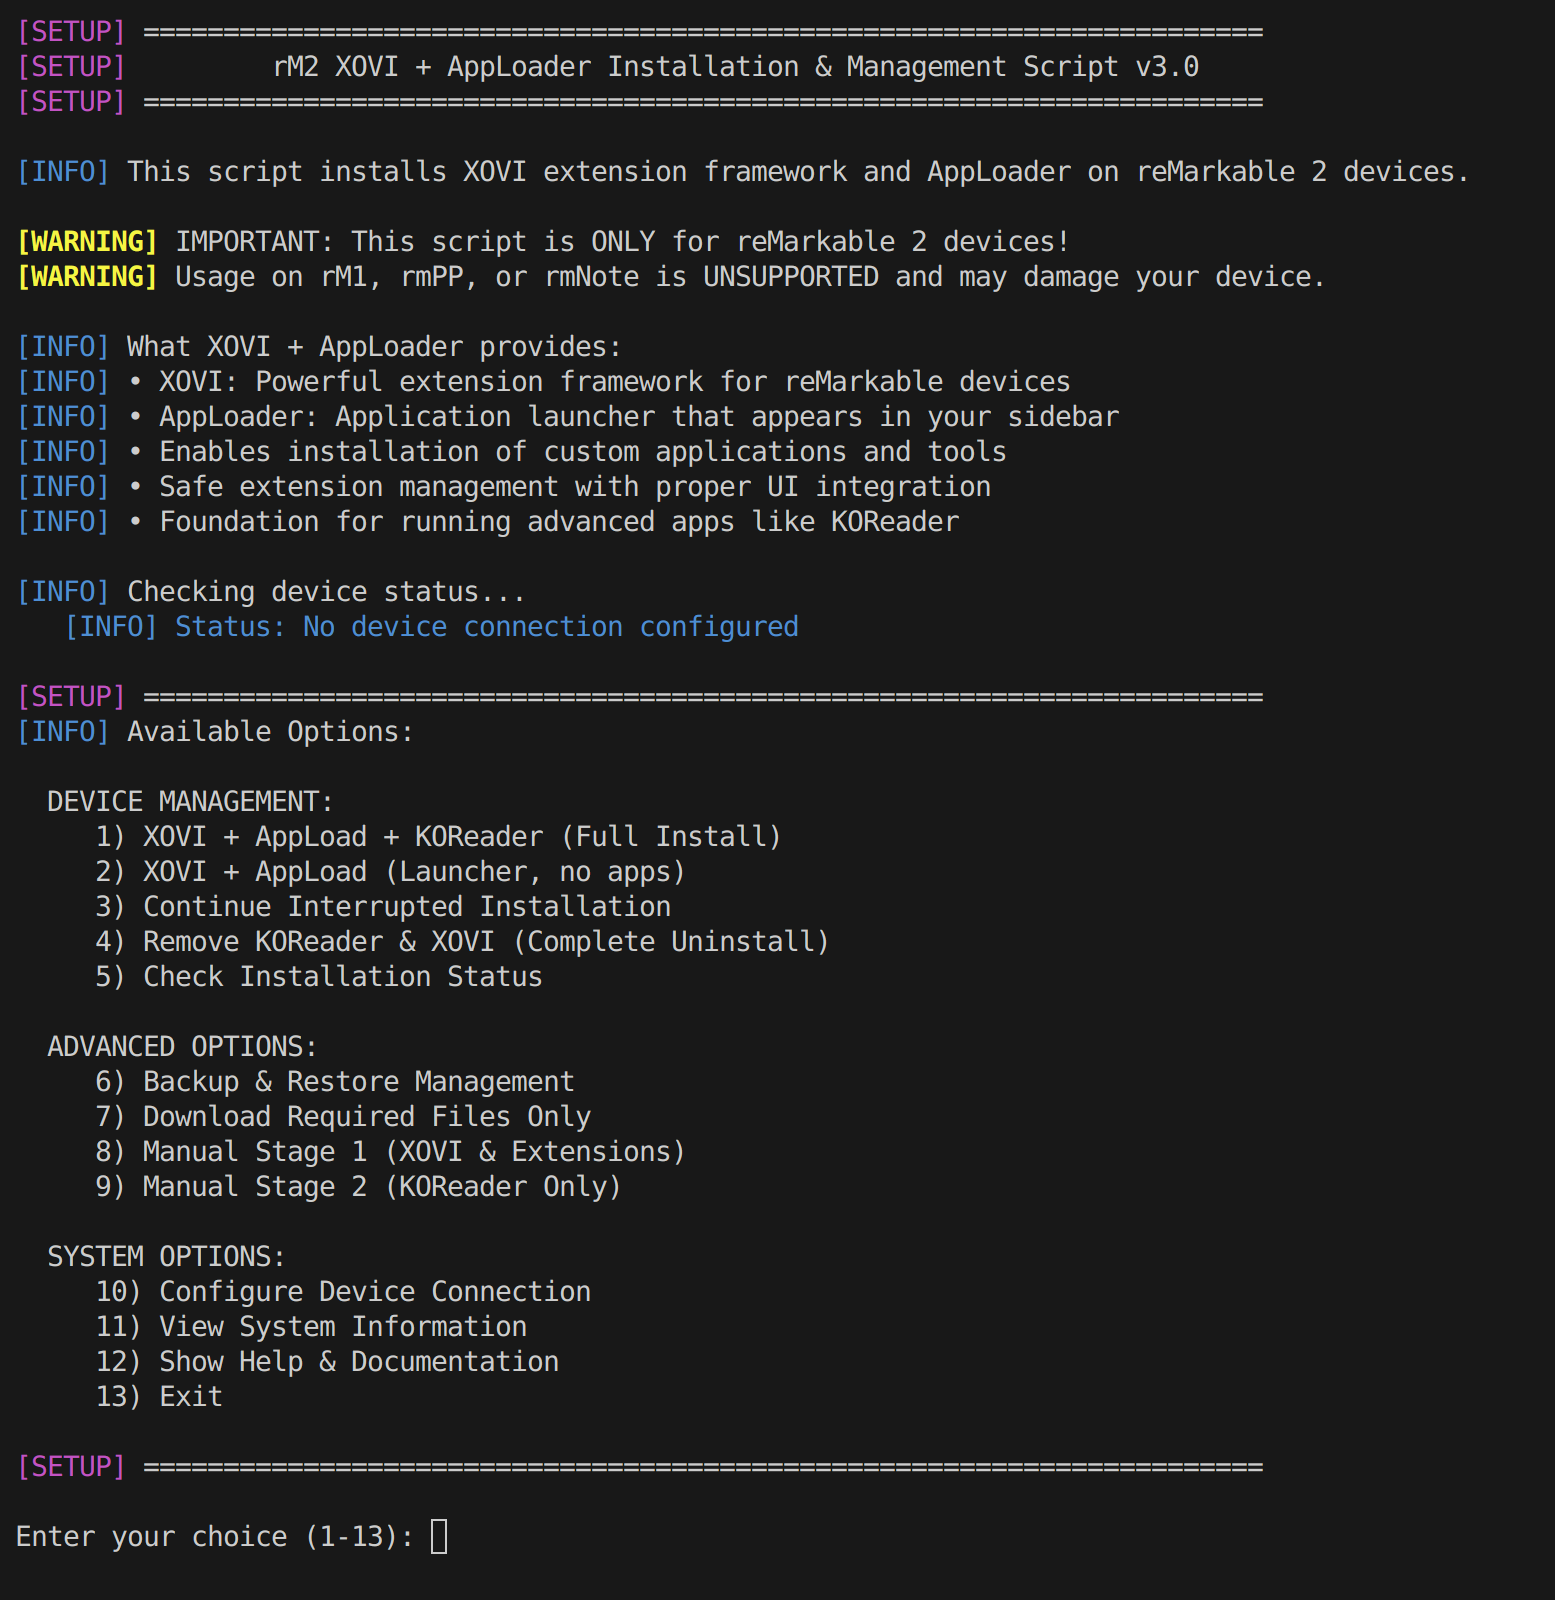 [SETUP] ======================================================================
[SETUP]         rM2 XOVI + AppLoader Installation & Management Script v3.0
[SETUP] ======================================================================
[INFO] This script installs XOVI extension framework and AppLoader on reMarkable 2 devices.
[WARNING] IMPORTANT: This script is ONLY for reMarkable 2 devices!
[WARNING] Usage on rM1, rmPP, or rmNote is UNSUPPORTED and may damage your device.
[INFO] What XOVI + AppLoader provides:
[INFO] • XOVI: Powerful extension framework for reMarkable devices
[INFO] • AppLoader: Application launcher that appears in your sidebar
[INFO] • Enables installation of custom applications and tools
[INFO] • Safe extension management with proper UI integration
[INFO] • Foundation for running advanced apps like KOReader
[INFO] Checking device status...
   [INFO] Status: No device connection configured
[SETUP] ======================================================================
[INFO] Available Options:
  DEVICE MANAGEMENT:
     1) XOVI + AppLoad + KOReader (Full Install)
     2) XOVI + AppLoad (Launcher, no apps)
     3) Continue Interrupted Installation
     4) Remove KOReader & XOVI (Complete Uninstall)
     5) Check Installation Status
  ADVANCED OPTIONS:
     6) Backup & Restore Management
     7) Download Required Files Only
     8) Manual Stage 1 (XOVI & Extensions)
     9) Manual Stage 2 (KOReader Only)
  SYSTEM OPTIONS:
     10) Configure Device Connection
     11) View System Information
     12) Show Help & Documentation
     13) Exit
[SETUP] ======================================================================
Enter your choice (1-13):